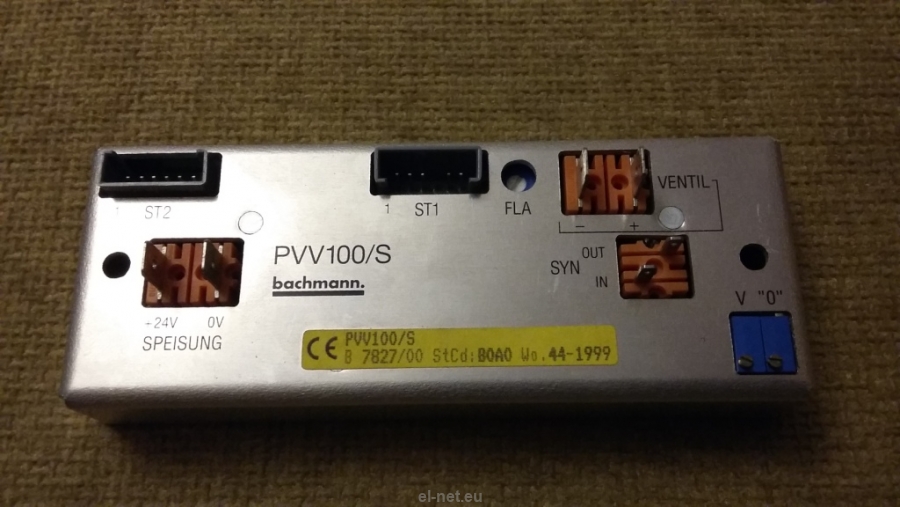 1 ST2
1 ST1
FLA
VENTIL
- +
SYN OUT
IN
PVV100/S
bachmann.
+24V 0V
SPEISUNG
V "0"
CE PVV100/S
B 7827/00 StCd:B0A0 Wo.44-1999
el-net.eu